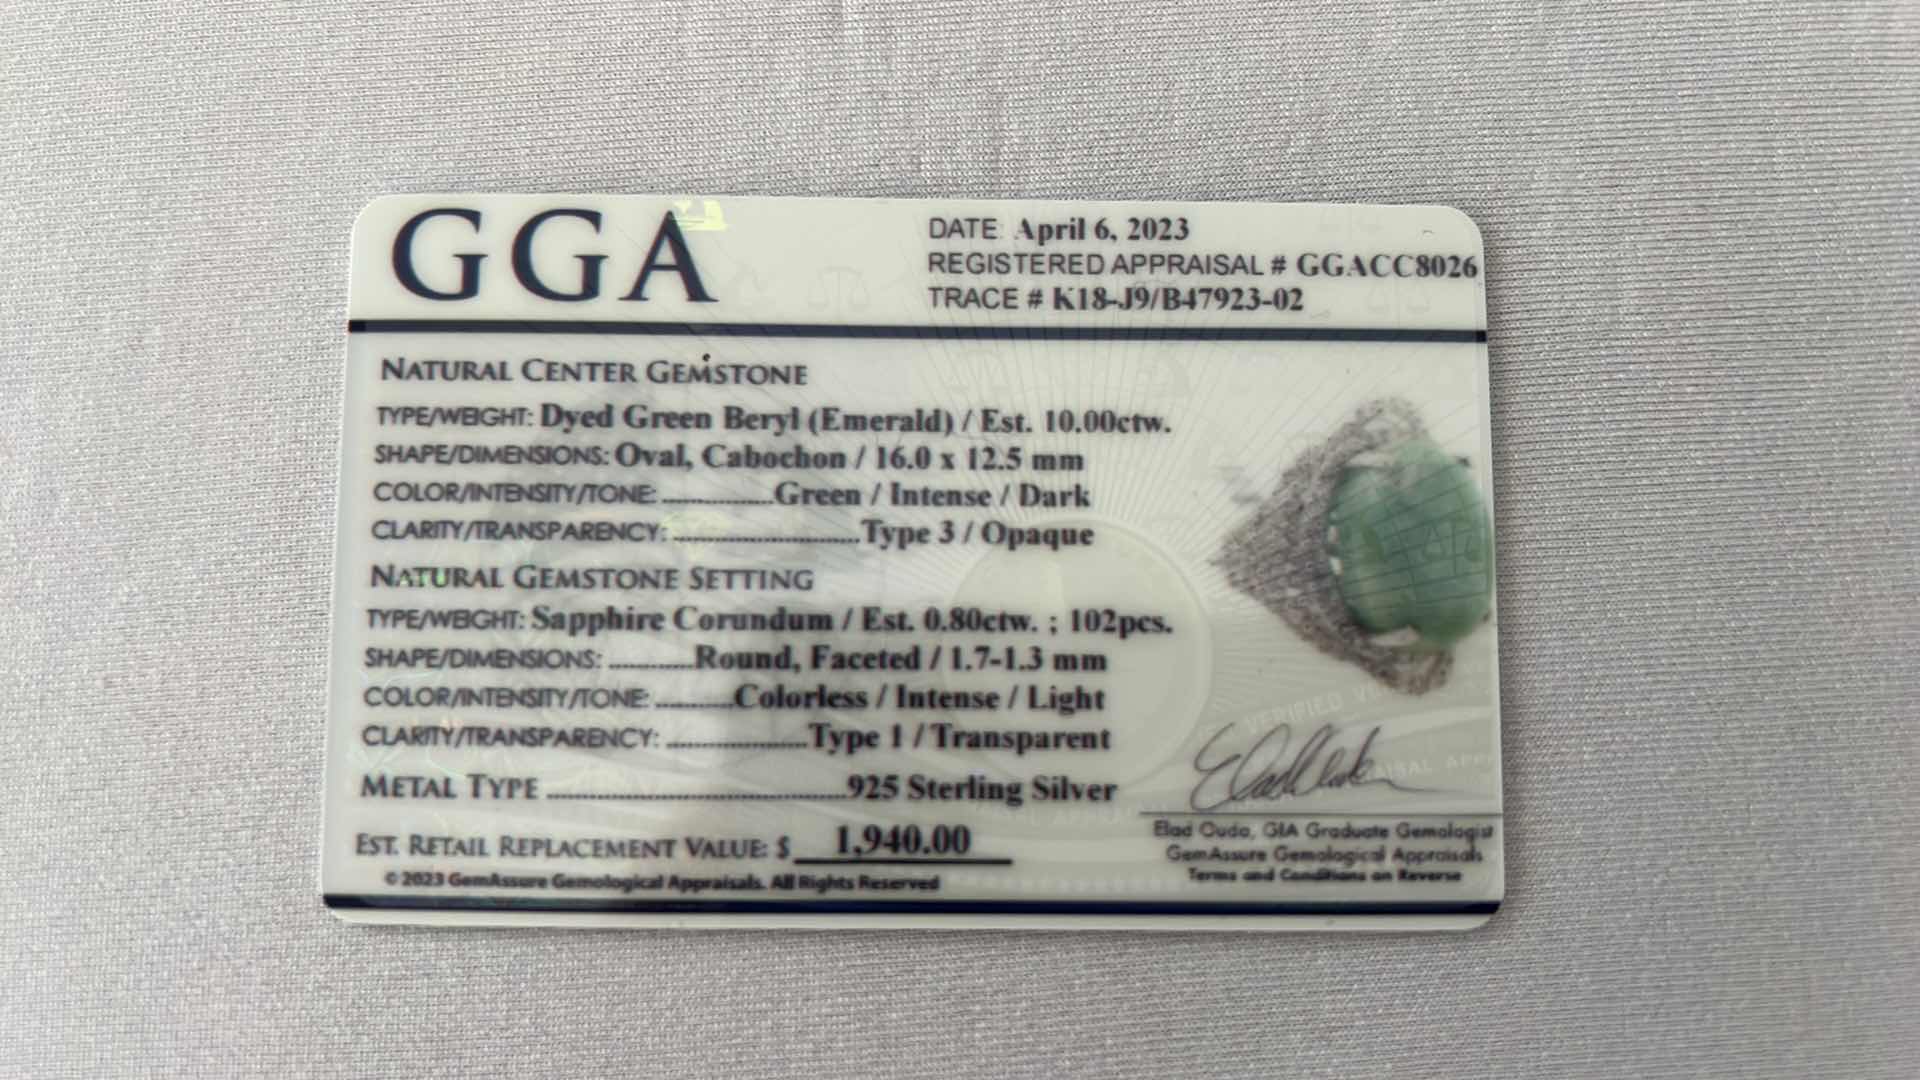 GGA
DATE: April 6, 2023
REGISTERED APPRAISAL # GGACC8026
TRACE # K18-J9/B47923-02
NATURAL CENTER GEMSTONE
TYPE/WEIGHT: Dyed Green Beryl (Emerald) / Est. 10.00ctw.
SHAPE/DIMENSIONS: Oval, Cabochon / 16.0 x 12.5 mm
COLOR/INTENSITY/TONE: ..............Green / Intense / Dark
CLARITY/TRANSPARENCY: ........................Type 3 / Opaque
NATURAL GEMSTONE SETTING
TYPE/WEIGHT: Sapphire Corundum / Est. 0.80ctw. ; 102pcs.
SHAPE/DIMENSIONS: ...........Round, Faceted / 1.7-1.3 mm
COLOR/INTENSITY/TONE: ..........Colorless / Intense / Light
CLARITY/TRANSPARENCY: ..................Type 1 / Transparent
METAL TYPE ......................................925 Sterling Silver
EST. RETAIL REPLACEMENT VALUE: $ 1,940.00
© 2023 GemAssure Gemological Appraisals. All Rights Reserved
VERIFIED
Elad Ouda, GIA Graduate Gemologist
GemAssure Gemological Appraisals
Terms and Conditions on Reverse